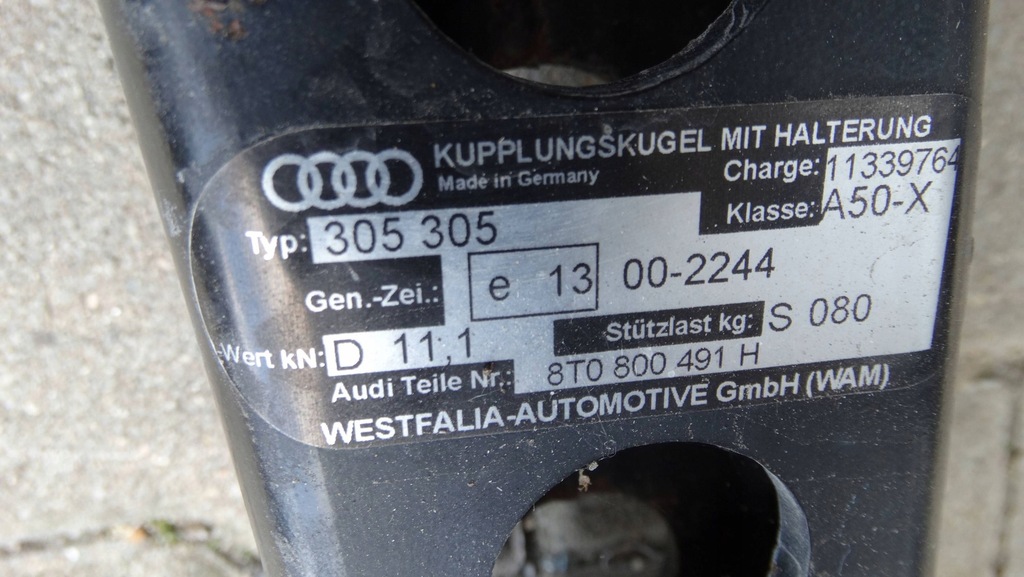 KUPPLUNGSKUGEL MIT HALTERUNG
Made in Germany
Charge: 11339764
Klasse: A50-X
Typ: 305 305
Gen.-Zei.: e 13 00-2244
-Wert kN: D 11,1
Stützlast kg: S 080
Audi Teile Nr.: 8T0 800 491 H
WESTFALIA-AUTOMOTIVE GmbH (WAM)